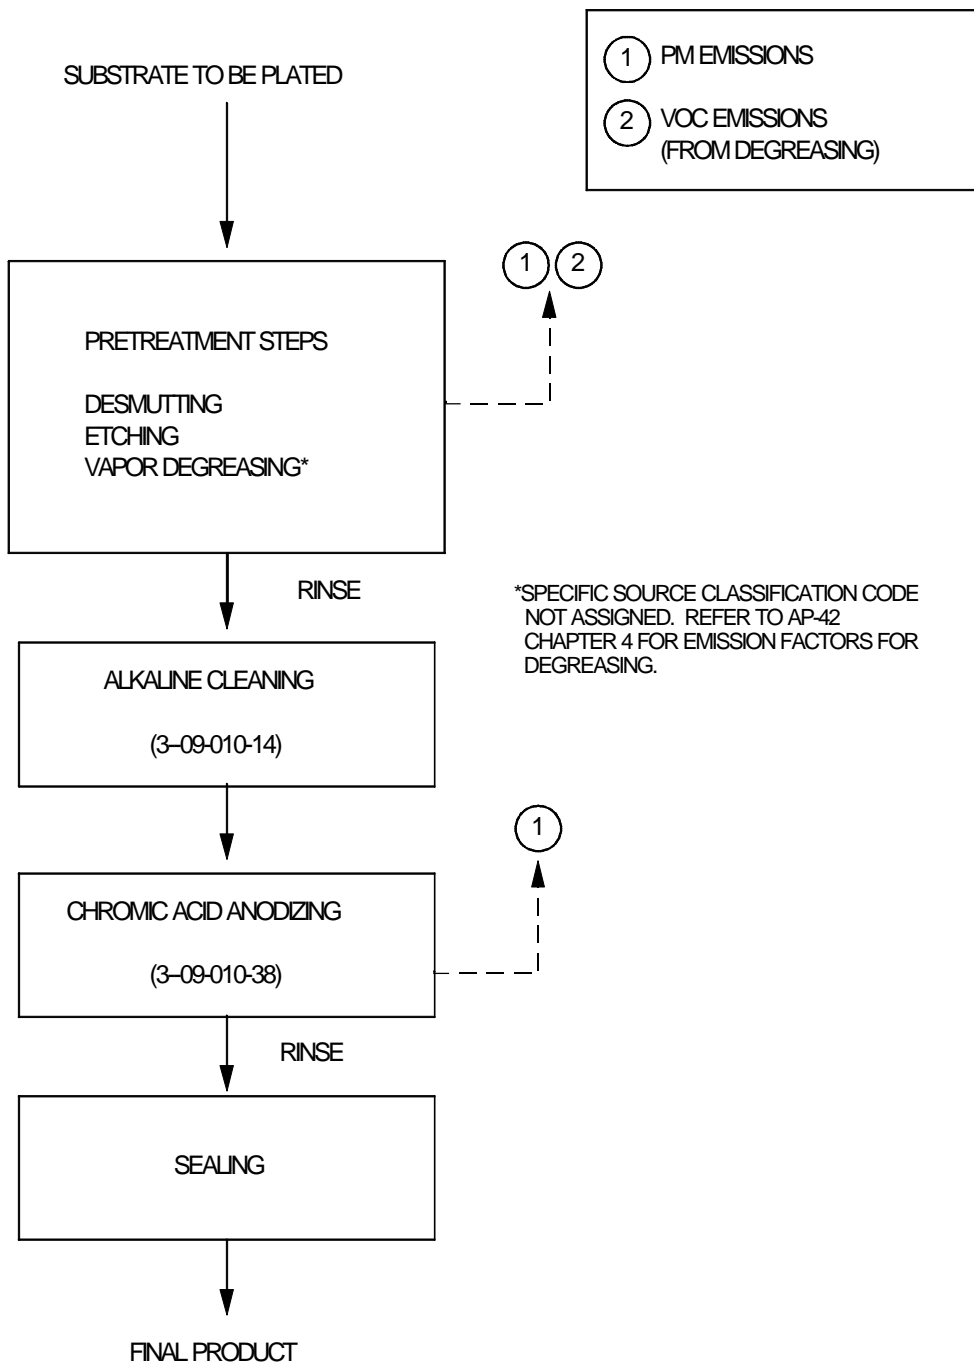 1 PM EMISSIONS
2 VOC EMISSIONS
(FROM DEGREASING)
SUBSTRATE TO BE PLATED
1 2
PRETREATMENT STEPS
DESMUTTING
ETCHING
VAPOR DEGREASING*
RINSE
*SPECIFIC SOURCE CLASSIFICATION CODE
NOT ASSIGNED. REFER TO AP-42
CHAPTER 4 FOR EMISSION FACTORS FOR
DEGREASING.
ALKALINE CLEANING
(3–09-010-14)
1
CHROMIC ACID ANODIZING
(3–09-010-38)
RINSE
SEALING
FINAL PRODUCT